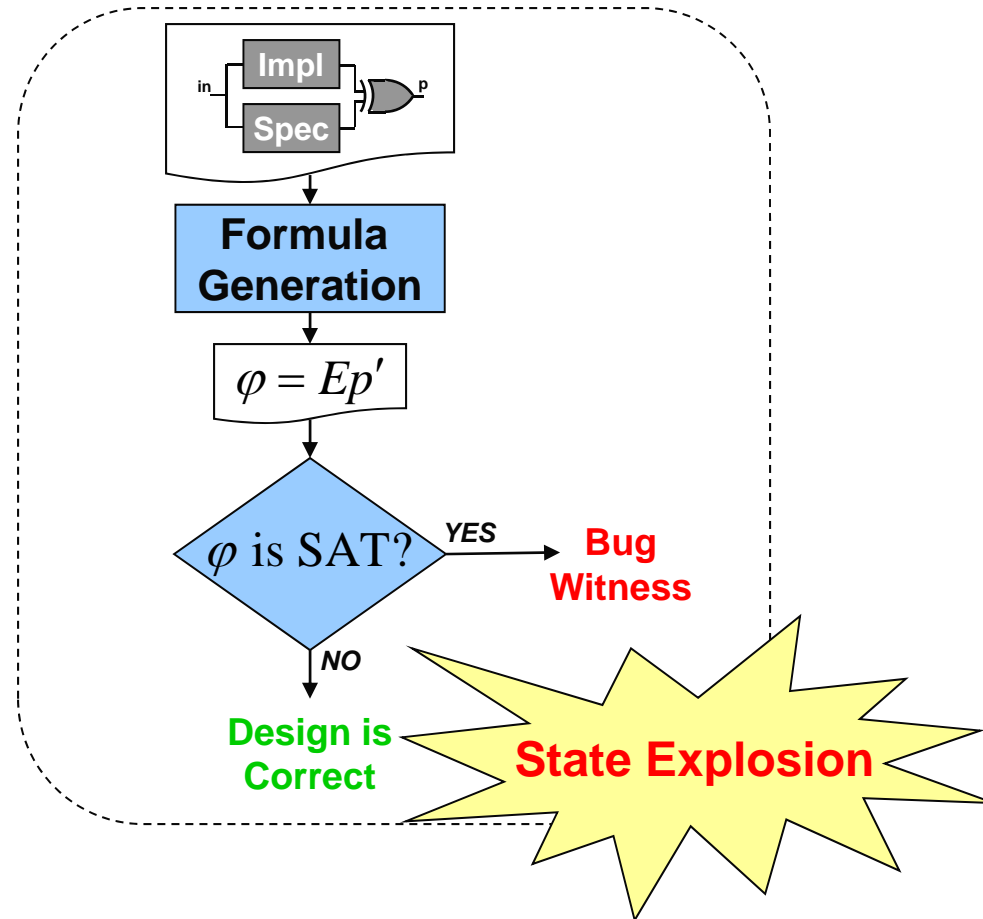 Impl
in
p
Spec
Formula
Generation
φ = Ep′
φ is SAT?
YES
Bug
Witness
NO
Design is
Correct
State Explosion